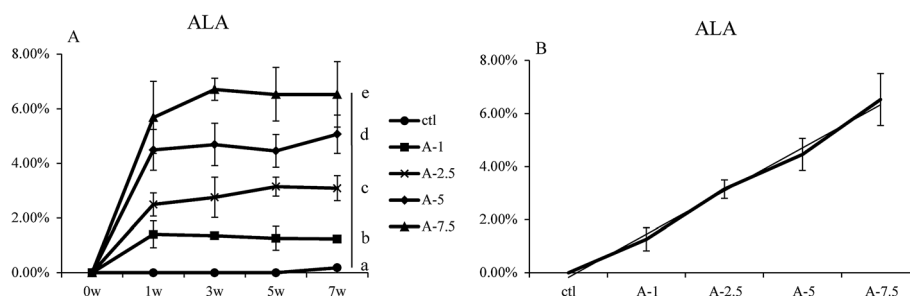 ALA
A
8.00%
6.00%
4.00%
2.00%
0.00%
0w
1w
3w
5w
7w
e
d
c
b
a
ctl
A-1
A-2.5
A-5
A-7.5
ALA
B
8.00%
6.00%
4.00%
2.00%
0.00%
ctl
A-1
A-2.5
A-5
A-7.5